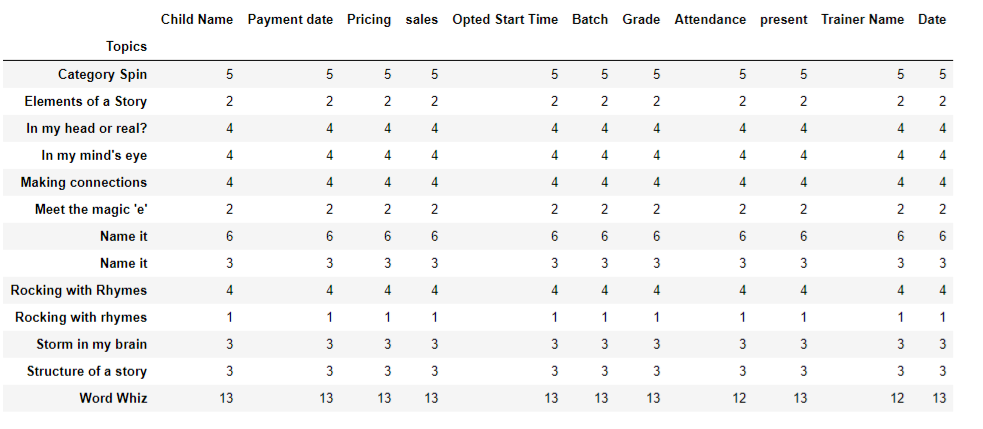 Child Name Payment date Pricing sales Opted Start Time Batch Grade Attendance present Trainer Name Date
Topics
Category Spin 5 5 5 5 5 5 5 5 5 5 5
Elements of a Story 2 2 2 2 2 2 2 2 2 2 2
In my head or real? 4 4 4 4 4 4 4 4 4 4 4
In my mind's eye 4 4 4 4 4 4 4 4 4 4 4
Making connections 4 4 4 4 4 4 4 4 4 4 4
Meet the magic 'e' 2 2 2 2 2 2 2 2 2 2 2
Name it 6 6 6 6 6 6 6 6 6 6 6
Name it 3 3 3 3 3 3 3 3 3 3 3
Rocking with Rhymes 4 4 4 4 4 4 4 4 4 4 4
Rocking with rhymes 1 1 1 1 1 1 1 1 1 1 1
Storm in my brain 3 3 3 3 3 3 3 3 3 3 3
Structure of a story 3 3 3 3 3 3 3 3 3 3 3
Word Whiz 13 13 13 13 13 13 13 12 13 12 13